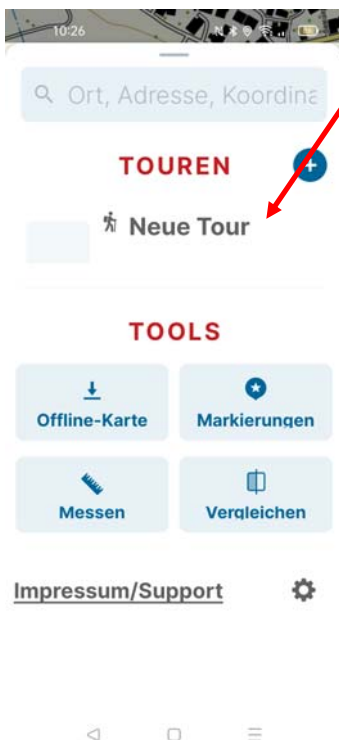 10:26
Ort, Adresse, Koordina
TOUREN
Neue Tour
TOOLS
Offline-Karte
Markierungen
Messen
Vergleichen
Impressum/Support